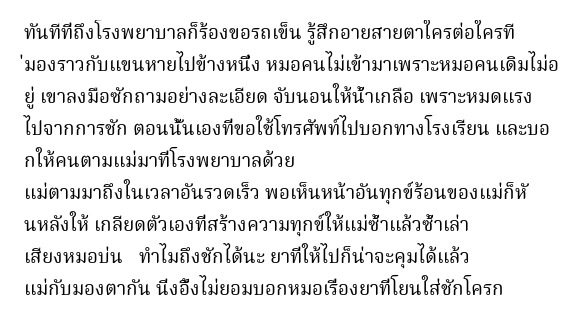 ทันทีที่ถึงโรงพยาบาลก็ร้องขอรถเข็น รู้สึกอายสายตาใครต่อใครที
่มองราวกับแขนหายไปข้างหนึ่ง หมอคนไม่เข้ามาเพราะหมอคนเดิมไม่อ
ยู่ เขาลงมือซักถามอย่างละเอียด จับนอนให้น้ำเกลือ เพราะหมดแรง
ไปจากการชัก ตอนนั้นเองที่ขอใช้โทรศัพท์ไปบอกทางโรงเรียน และบอ
กให้คนตามแม่มาที่โรงพยาบาลด้วย
แม่ตามมาถึงในเวลาอันรวดเร็ว พอเห็นหน้าอันทุกข์ร้อนของแม่ก็หั
นหลังให้ เกลียดตัวเองที่สร้างความทุกข์ให้แม่ซ้ำแล้วซ้ำเล่า
เสียงหมอบ่น   ทำไมถึงชักได้นะ ยาที่ให้ไปก็น่าจะคุมได้แล้ว
แม่กับมองตากัน นึ่งอึ้งไม่ยอมบอกหมอเรื่องยาที่โยนใส่ชักโครก